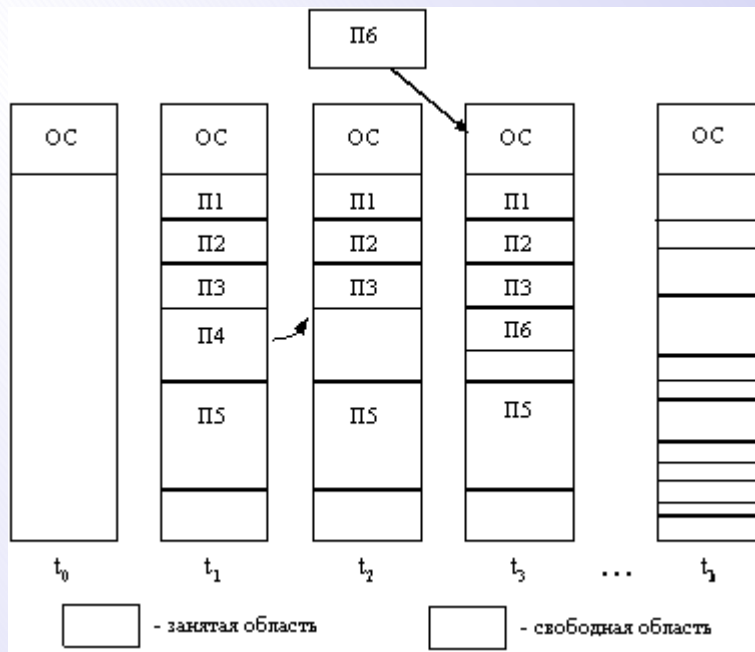 П6
ОС ОС ОС ОС ОС
П1 П1 П1
П2 П2 П2
П3 П3 П3
П4 П6
П5 П5 П5
t0 t1 t2 t3 ... th
- занятая область - свободная область